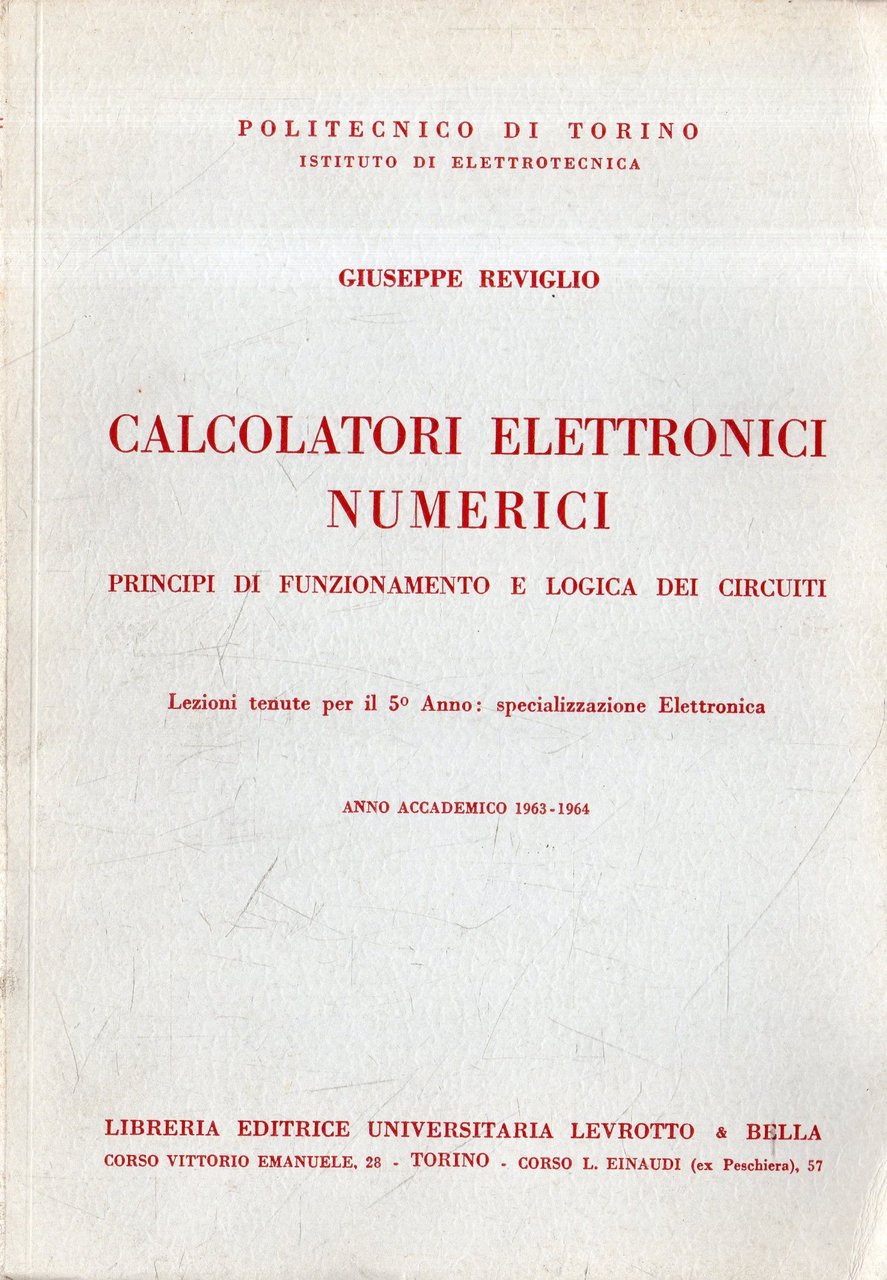 POLITECNICO DI TORINO
ISTITUTO DI ELETTROTECNICA
GIUSEPPE REVIGLIO
CALCOLATORI ELETTRONICI
NUMERICI
PRINCIPI DI FUNZIONAMENTO E LOGICA DEI CIRCUITI
Lezioni tenute per il 5º Anno: specializzazione Elettronica
ANNO ACCADEMICO 1963-1964
LIBRERIA EDITRICE UNIVERSITARIA LEVROTTO & BELLA
CORSO VITTORIO EMANUELE, 28 - TORINO - CORSO L. EINAUDI (ex Peschiera), 57